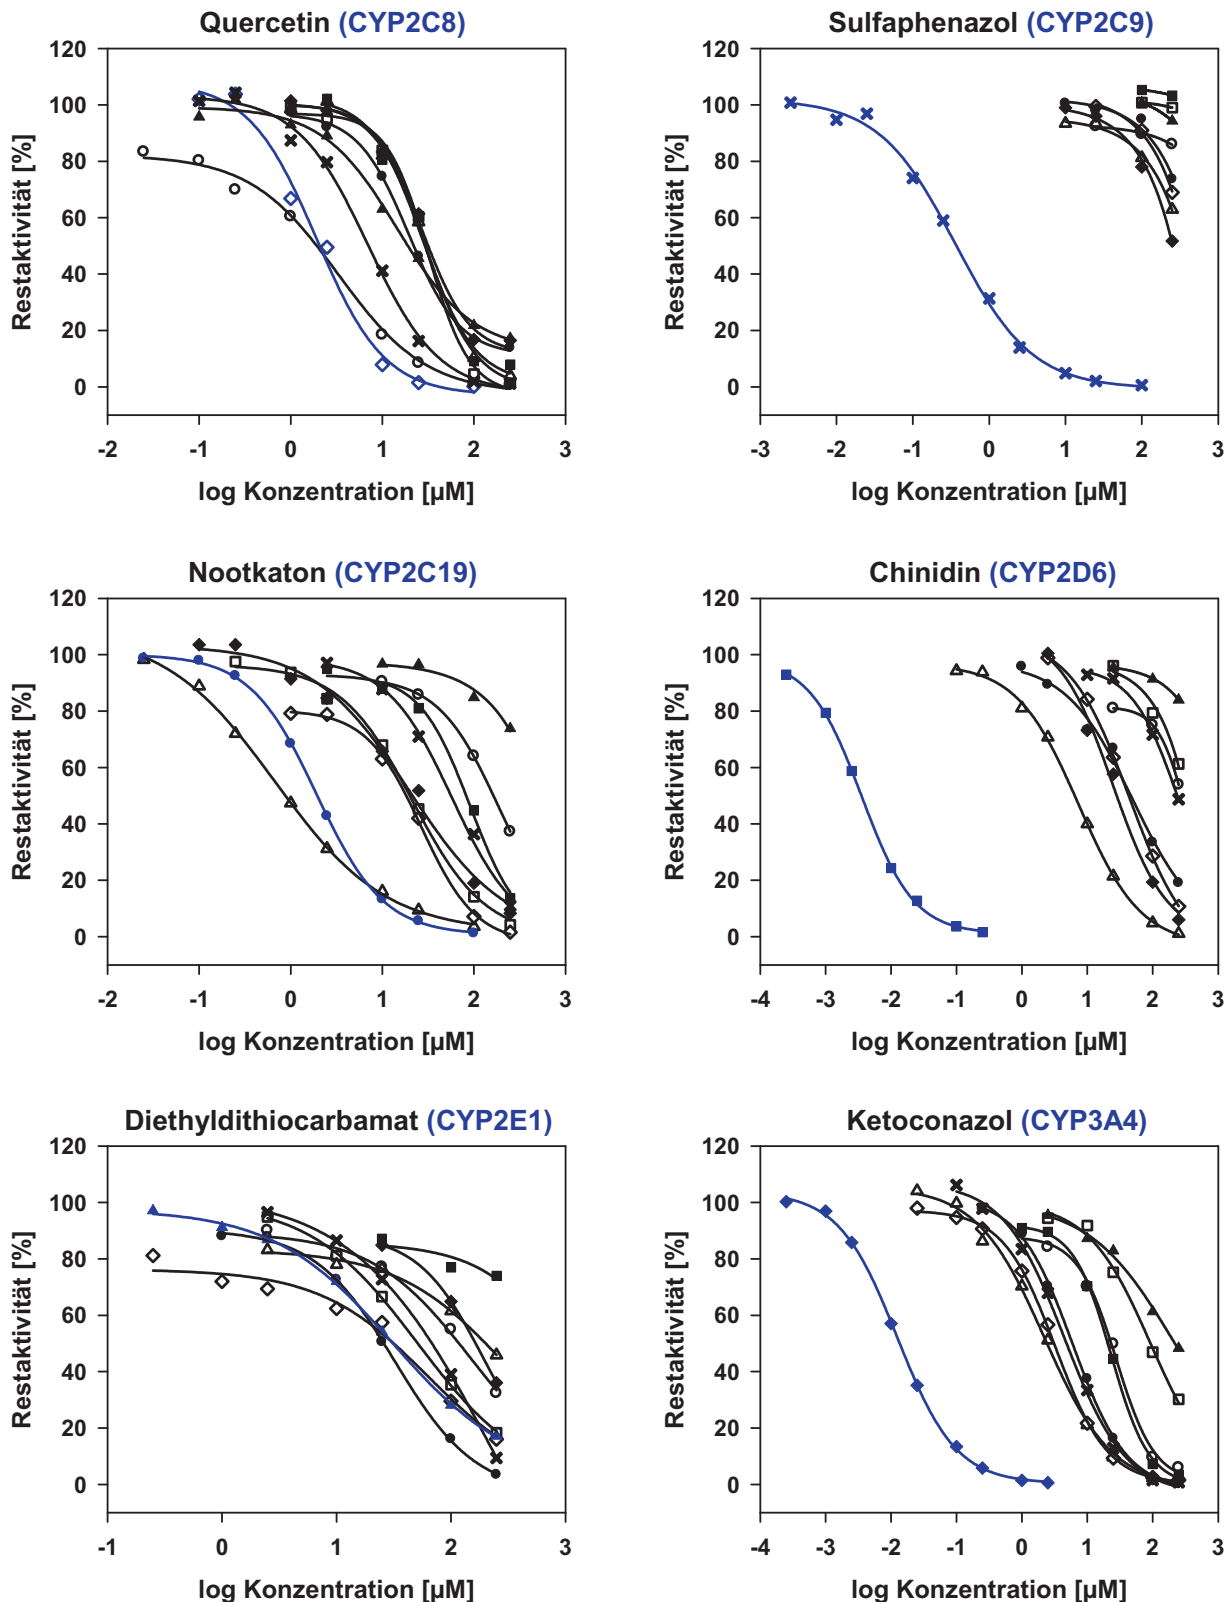 Quercetin (CYP2C8)
120
100
80
60
40
20
0
Restaktivität [%]
-2 -1 0 1 2 3
log Konzentration [µM]
Sulfaphenazol (CYP2C9)
120
100
80
60
40
20
0
Restaktivität [%]
-3 -2 -1 0 1 2 3
log Konzentration [µM]
Nootkaton (CYP2C19)
120
100
80
60
40
20
0
Restaktivität [%]
-2 -1 0 1 2 3
log Konzentration [µM]
Chinidin (CYP2D6)
120
100
80
60
40
20
0
Restaktivität [%]
-4 -3 -2 -1 0 1 2 3
log Konzentration [µM]
Diethyldithiocarbamat (CYP2E1)
120
100
80
60
40
20
0
Restaktivität [%]
-1 0 1 2 3
log Konzentration [µM]
Ketoconazol (CYP3A4)
120
100
80
60
40
20
0
Restaktivität [%]
-4 -3 -2 -1 0 1 2 3
log Konzentration [µM]